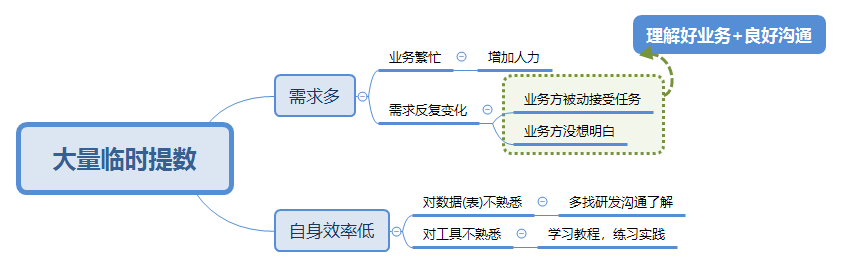 理解好业务+良好沟通
业务繁忙
增加人力
需求多
业务方被动接受任务
需求反复变化
业务方没想明白
大量临时提数
对数据(表)不熟悉
多找研发沟通了解
自身效率低
对工具不熟悉
学习教程，练习实践